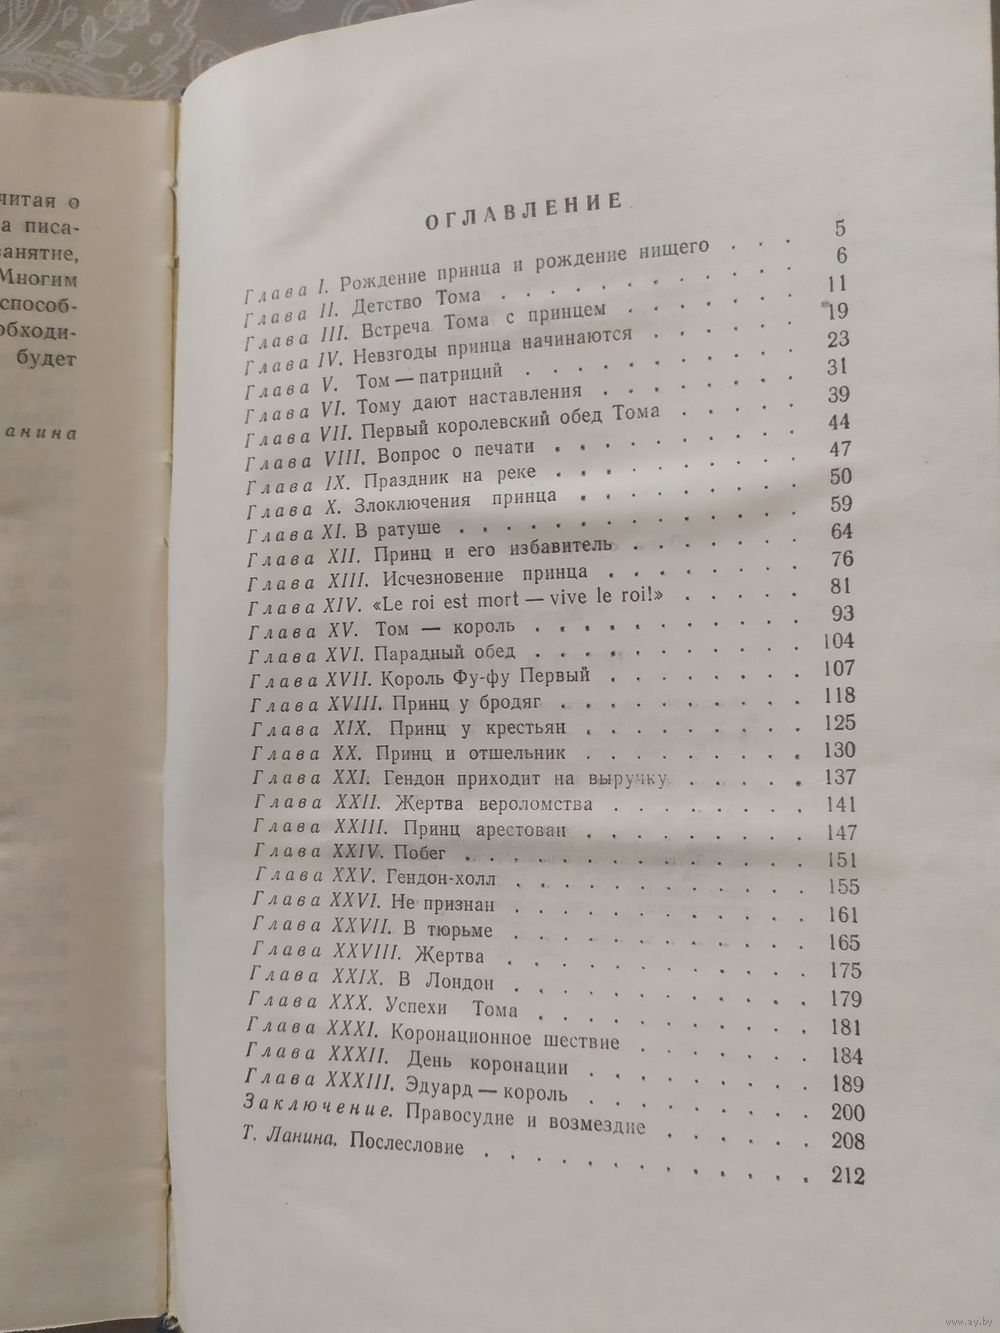 читая о
а писа-
занятие,
Многим
способ-
обходи-
будет
анина
ОГЛАВЛЕНИЕ
Глава I. Рождение принца и рождение нищего . . . 5
Глава II. Детство Тома . . . . . . . . . . . 6
Глава III. Встреча Тома с принцем . . . . . . 11
Глава IV. Невзгоды принца начинаются . . . . . 19
Глава V. Том — патриций . . . . . . . . . . 23
Глава VI. Тому дают наставления . . . . . . . 31
Глава VII. Первый королевский обед Тома . . . . 39
Глава VIII. Вопрос о печати . . . . . . . . . 44
Глава IX. Праздник на реке . . . . . . . . . 47
Глава X. Злоключения принца . . . . . . . . 50
Глава XI. В ратуше . . . . . . . . . . . . 59
Глава XII. Принц и его избавитель . . . . . . 64
Глава XIII. Исчезновение принца . . . . . . . 76
Глава XIV. «Le roi est mort — vive le roi!» . . . . 81
Глава XV. Том — король . . . . . . . . . . 93
Глава XVI. Парадный обед . . . . . . . . . . 104
Глава XVII. Король Фу-фу Первый . . . . . . . 107
Глава XVIII. Принц у бродяг . . . . . . . . . 118
Глава XIX. Принц у крестьян . . . . . . . . 125
Глава XX. Принц и отшельник . . . . . . . . 130
Глава XXI. Гендон приходит на выручку . . . . . 137
Глава XXII. Жертва вероломства . . . . . . . 141
Глава XXIII. Принц арестован . . . . . . . . 147
Глава XXIV. Побег . . . . . . . . . . . . 151
Глава XXV. Гендон-холл . . . . . . . . . . 155
Глава XXVI. Не признан . . . . . . . . . . 161
Глава XXVII. В тюрьме . . . . . . . . . . . 165
Глава XXVIII. Жертва . . . . . . . . . . . 175
Глава XXIX. В Лондон . . . . . . . . . . . 179
Глава XXX. Успехи Тома . . . . . . . . . . 181
Глава XXXI. Коронационное шествие . . . . . . 184
Глава XXXII. День коронации . . . . . . . . 189
Глава XXXIII. Эдуард — король . . . . . . . . 200
Заключение. Правосудие и возмездие . . . . . . 208
Т. Ланина. Послесловие . . . . . . . . . . . 212
www.ay.by